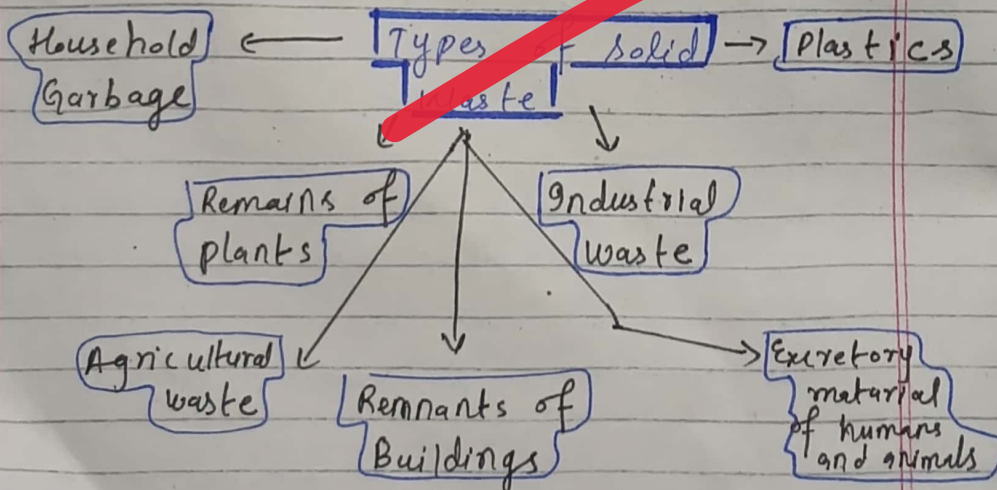 Household
Garbage
Types of solid
waste
Plastics
Remains of
plants
Industrial
waste
Agricultural
waste
Remnants of
Buildings
Excretory
matarial
of humans
and animals